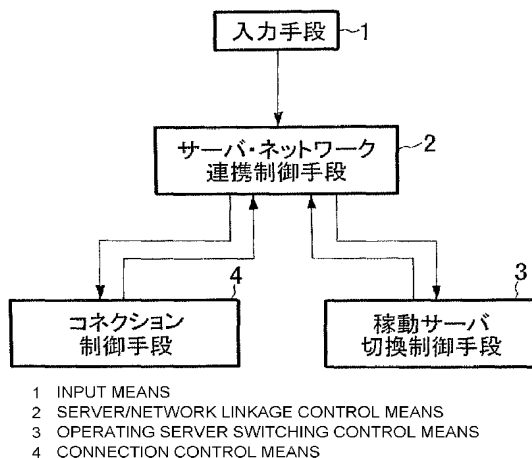 入力手段
1
サーバ・ネットワーク
連携制御手段
2
4
コネクション
制御手段
3
稼動サーバ
切換制御手段
1 INPUT MEANS
2 SERVER/NETWORK LINKAGE CONTROL MEANS
3 OPERATING SERVER SWITCHING CONTROL MEANS
4 CONNECTION CONTROL MEANS